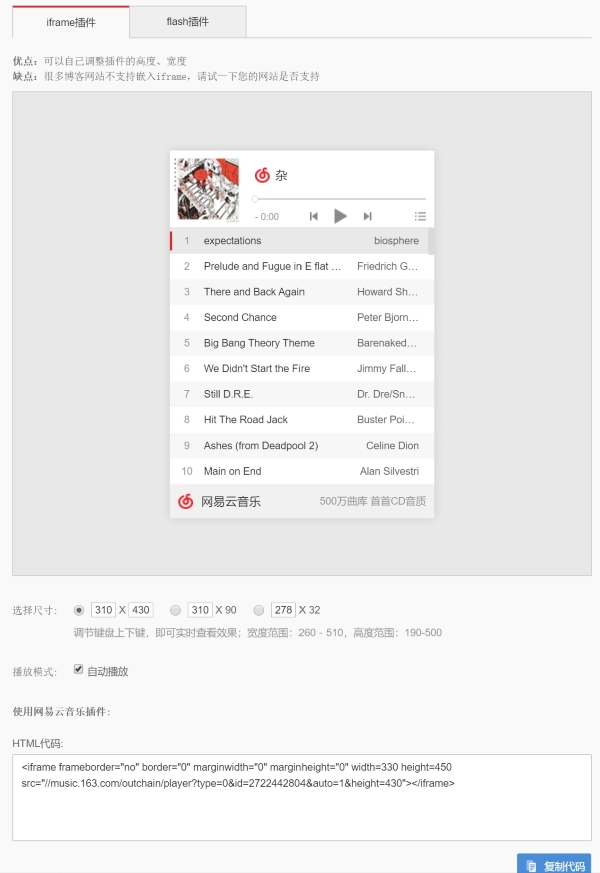 iframe插件 flash插件
优点：可以自己调整插件的高度、宽度
缺点：很多博客网站不支持嵌入iframe，请试一下您的网站是否支持
杂
- 0:00
1 expectations biosphere
2 Prelude and Fugue in E flat ... Friedrich G...
3 There and Back Again Howard Sh...
4 Second Chance Peter Bjorn...
5 Big Bang Theory Theme Barenaked...
6 We Didn't Start the Fire Jimmy Fall...
7 Still D.R.E. Dr. Dre/Sn...
8 Hit The Road Jack Buster Poi...
9 Ashes (from Deadpool 2) Celine Dion
10 Main on End Alan Silvestri
网易云音乐 500万曲库 首首CD音质
选择尺寸： 310 X 430 310 X 90 278 X 32
调节键盘上下键，即可实时查看效果；宽度范围：260 - 510，高度范围：190-500
播放模式： 自动播放
使用网易云音乐插件：
HTML代码:
<iframe frameborder="no" border="0" marginwidth="0" marginheight="0" width=330 height=450
src="//music.163.com/outchain/player?type=0&id=2722442804&auto=1&height=430"></iframe>
复制代码